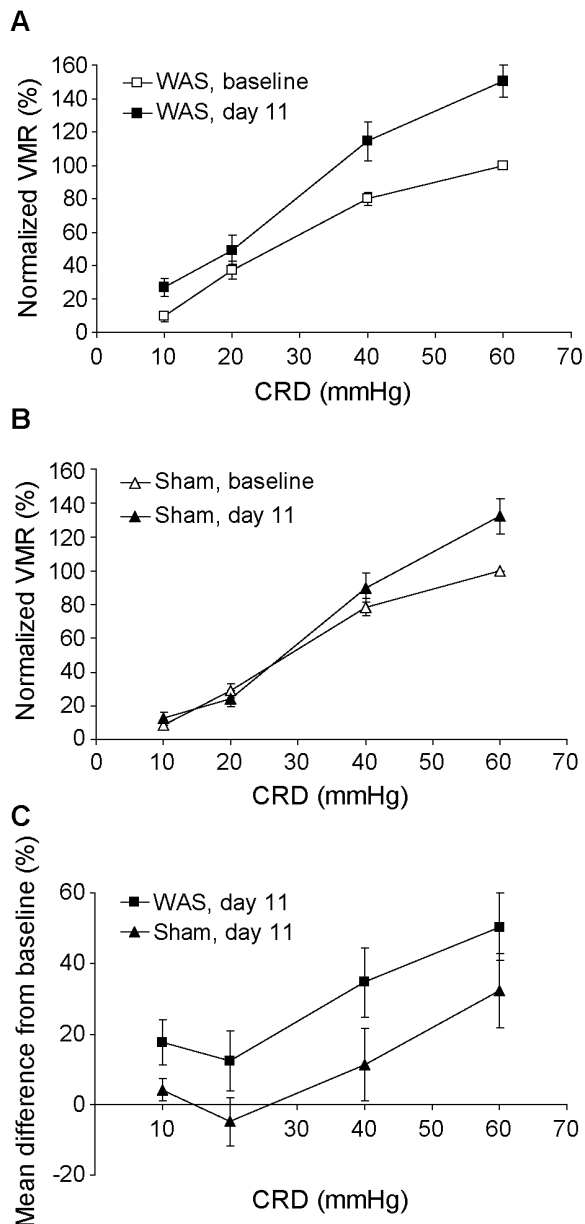 A
Normalized VMR (%)
160
140
120
100
80
60
40
20
0
WAS, baseline
WAS, day 11
0 10 20 30 40 50 60 70
CRD (mmHg)
B
Normalized VMR (%)
160
140
120
100
80
60
40
20
0
Sham, baseline
Sham, day 11
0 10 20 30 40 50 60 70
CRD (mmHg)
C
Mean difference from baseline (%)
60
40
20
0
-20
WAS, day 11
Sham, day 11
10 20 30 40 50 60 70
CRD (mmHg)